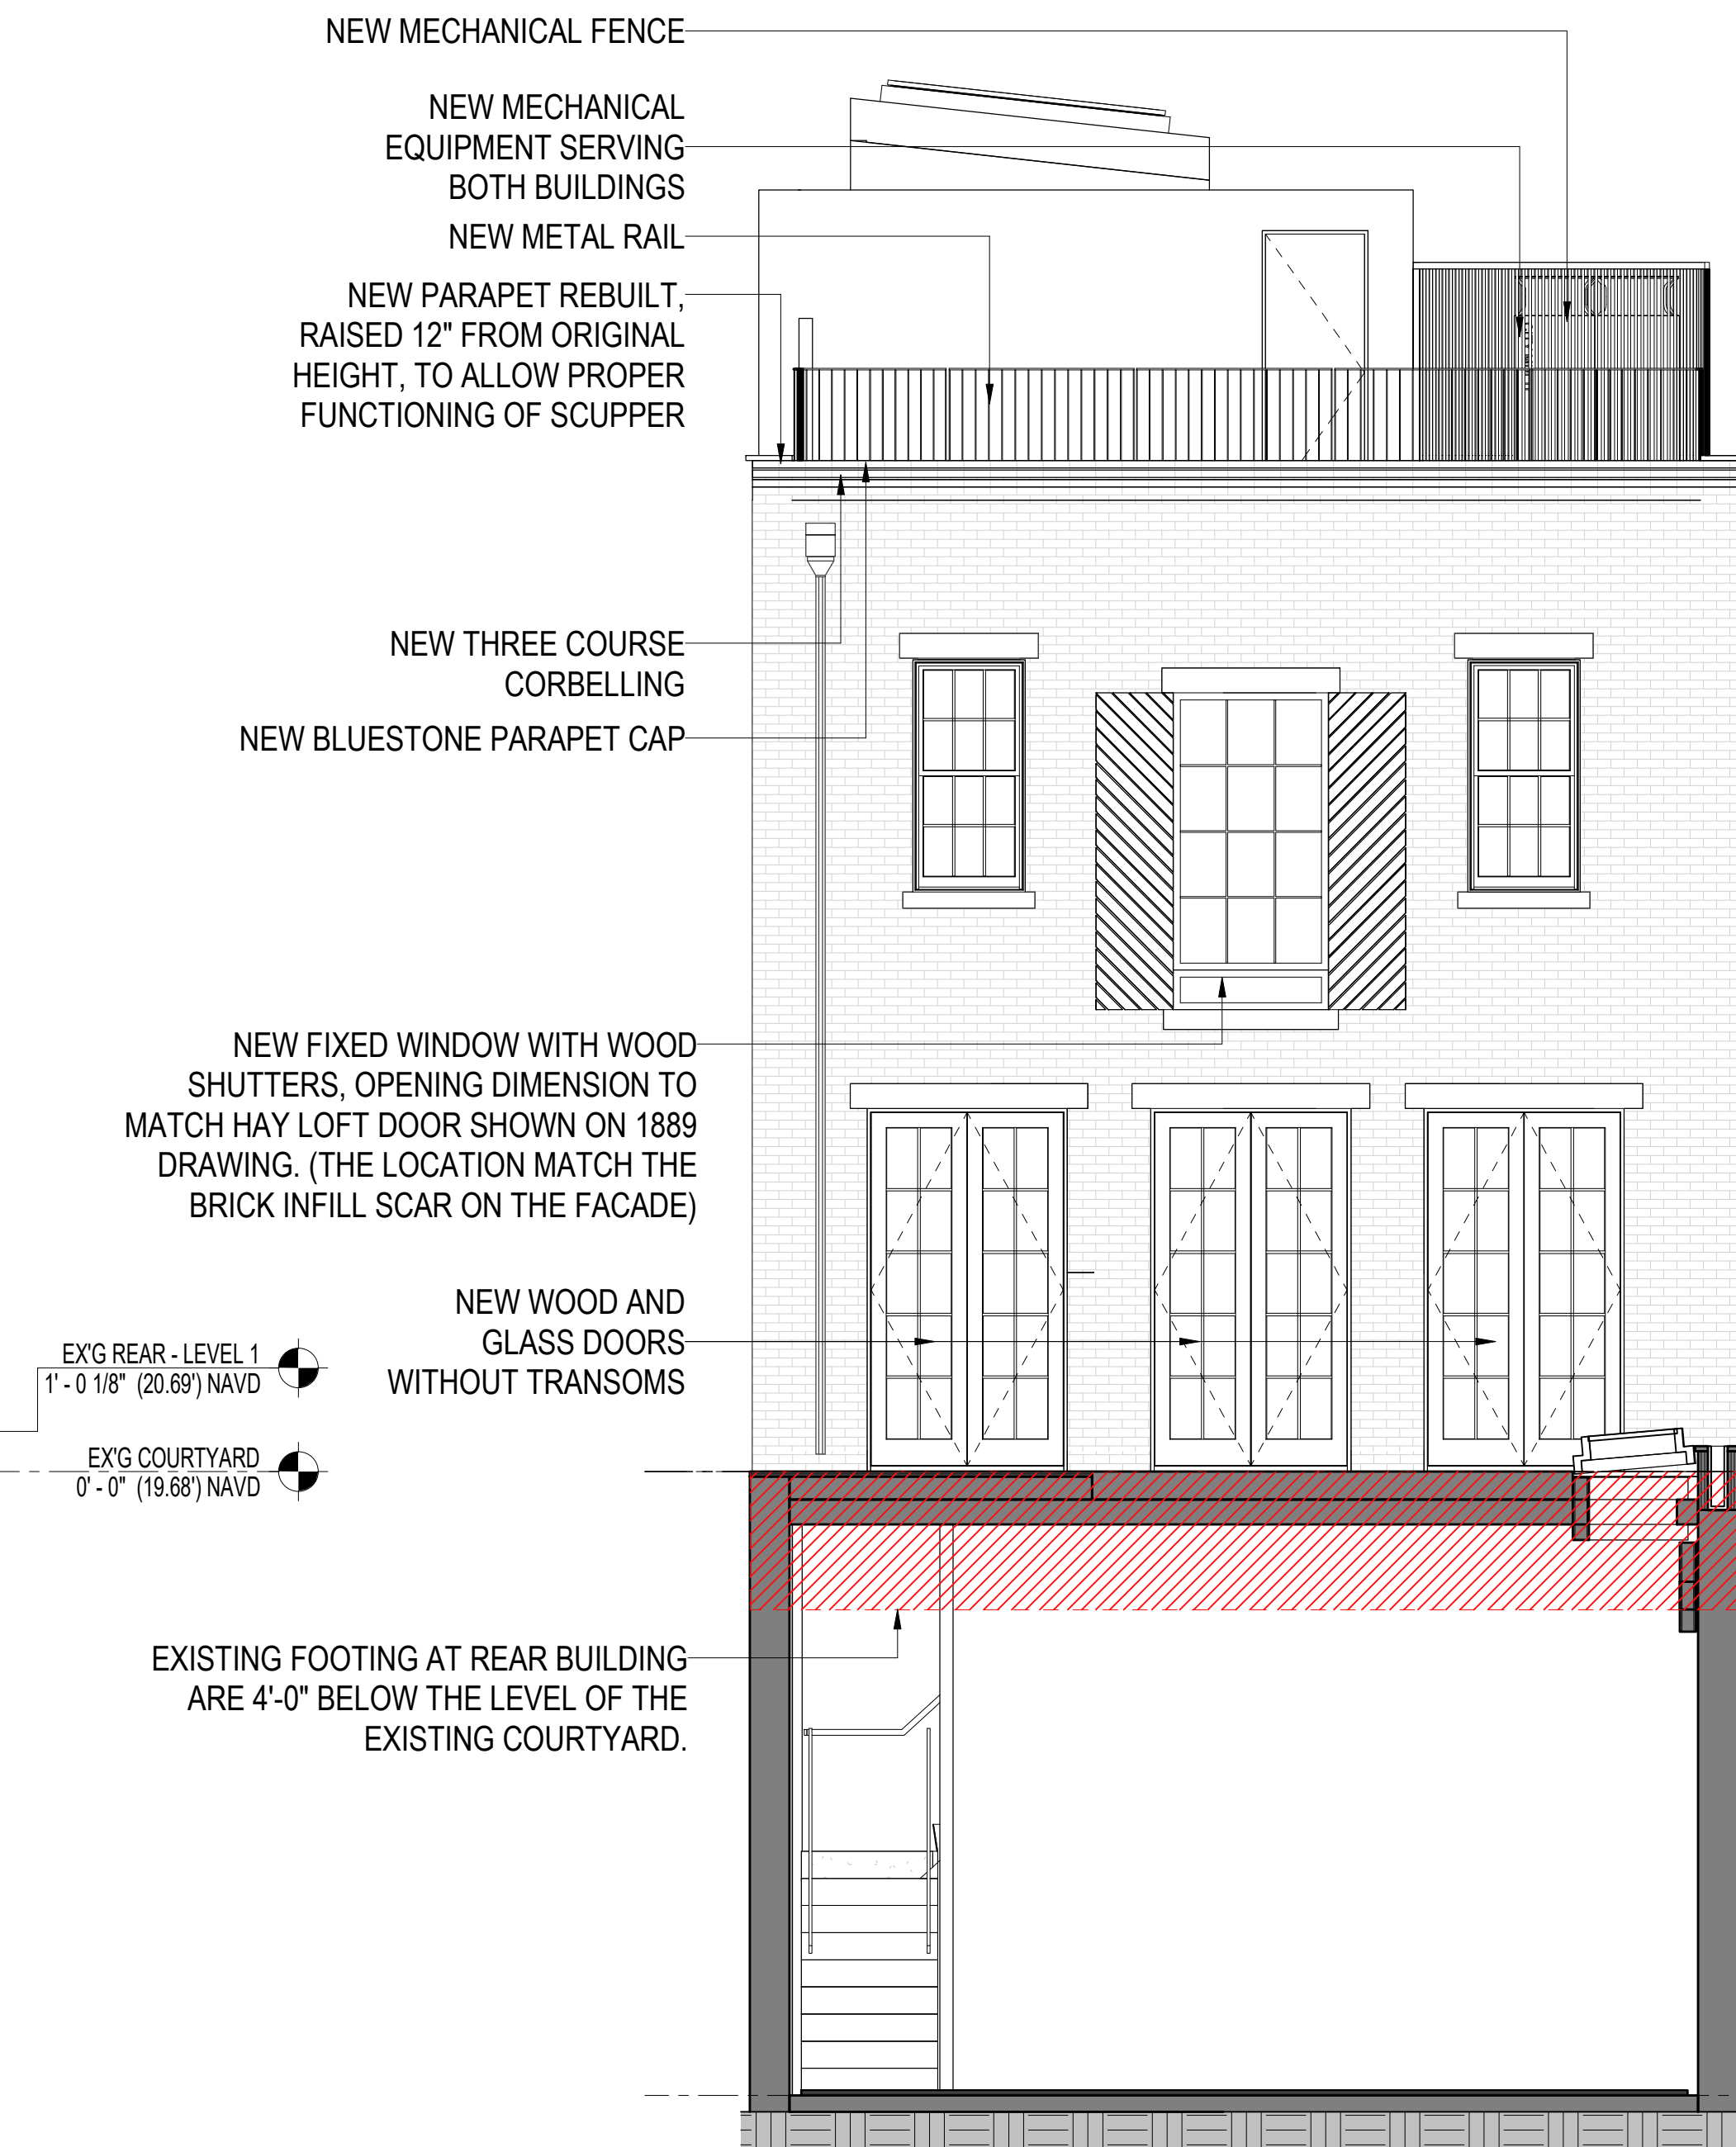 NEW MECHANICAL FENCE
NEW MECHANICAL
EQUIPMENT SERVING
BOTH BUILDINGS
NEW METAL RAIL
NEW PARAPET REBUILT,
RAISED 12" FROM ORIGINAL
HEIGHT, TO ALLOW PROPER
FUNCTIONING OF SCUPPER
NEW THREE COURSE
CORBELLING
NEW BLUESTONE PARAPET CAP
NEW FIXED WINDOW WITH WOOD
SHUTTERS, OPENING DIMENSION TO
MATCH HAY LOFT DOOR SHOWN ON 1889
DRAWING. (THE LOCATION MATCH THE
BRICK INFILL SCAR ON THE FACADE)
NEW WOOD AND
GLASS DOORS
WITHOUT TRANSOMS
EX'G REAR - LEVEL 1
1' - 0 1/8" (20.69') NAVD
EX'G COURTYARD
0' - 0" (19.68') NAVD
EXISTING FOOTING AT REAR BUILDING
ARE 4'-0" BELOW THE LEVEL OF THE
EXISTING COURTYARD.